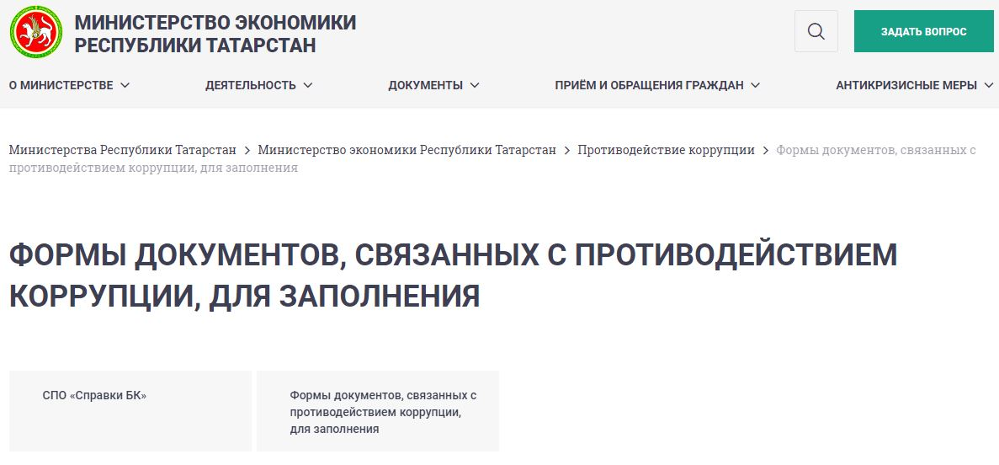 МИНИСТЕРСТВО ЭКОНОМИКИ
РЕСПУБЛИКИ ТАТАРСТАН
ЗАДАТЬ ВОПРОС
О МИНИСТЕРСТВЕ ДЕЯТЕЛЬНОСТЬ ДОКУМЕНТЫ ПРИЁМ И ОБРАЩЕНИЯ ГРАЖДАН АНТИКРИЗИСНЫЕ МЕРЫ
Министерства Республики Татарстан > Министерство экономики Республики Татарстан > Противодействие коррупции > Формы документов, связанных с
противодействием коррупции, для заполнения
ФОРМЫ ДОКУМЕНТОВ, СВЯЗАННЫХ С ПРОТИВОДЕЙСТВИЕМ
КОРРУПЦИИ, ДЛЯ ЗАПОЛНЕНИЯ
СПО «Справки БК»
Формы документов, связанных с
противодействием коррупции,
для заполнения